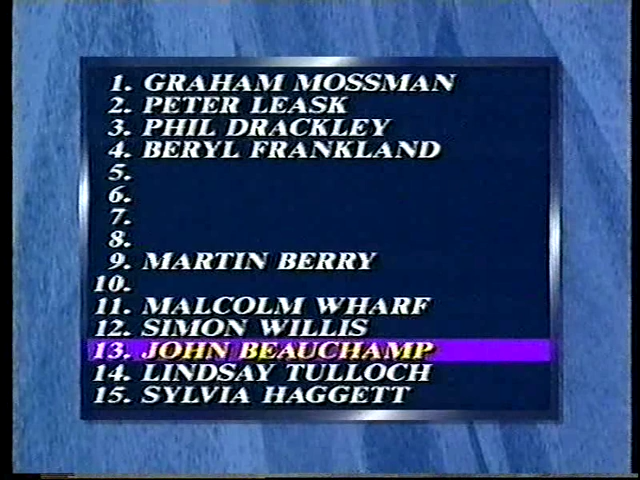 1. GRAHAM MOSSMAN
2. PETER LEASK
3. PHIL DRACKLEY
4. BERYL FRANKLAND
5.
6.
7.
8.
9. MARTIN BERRY
10.
11. MALCOLM WHARF
12. SIMON WILLIS
13. JOHN BEAUCHAMP
14. LINDSAY TULLOCH
15. SYLVIA HAGGETT